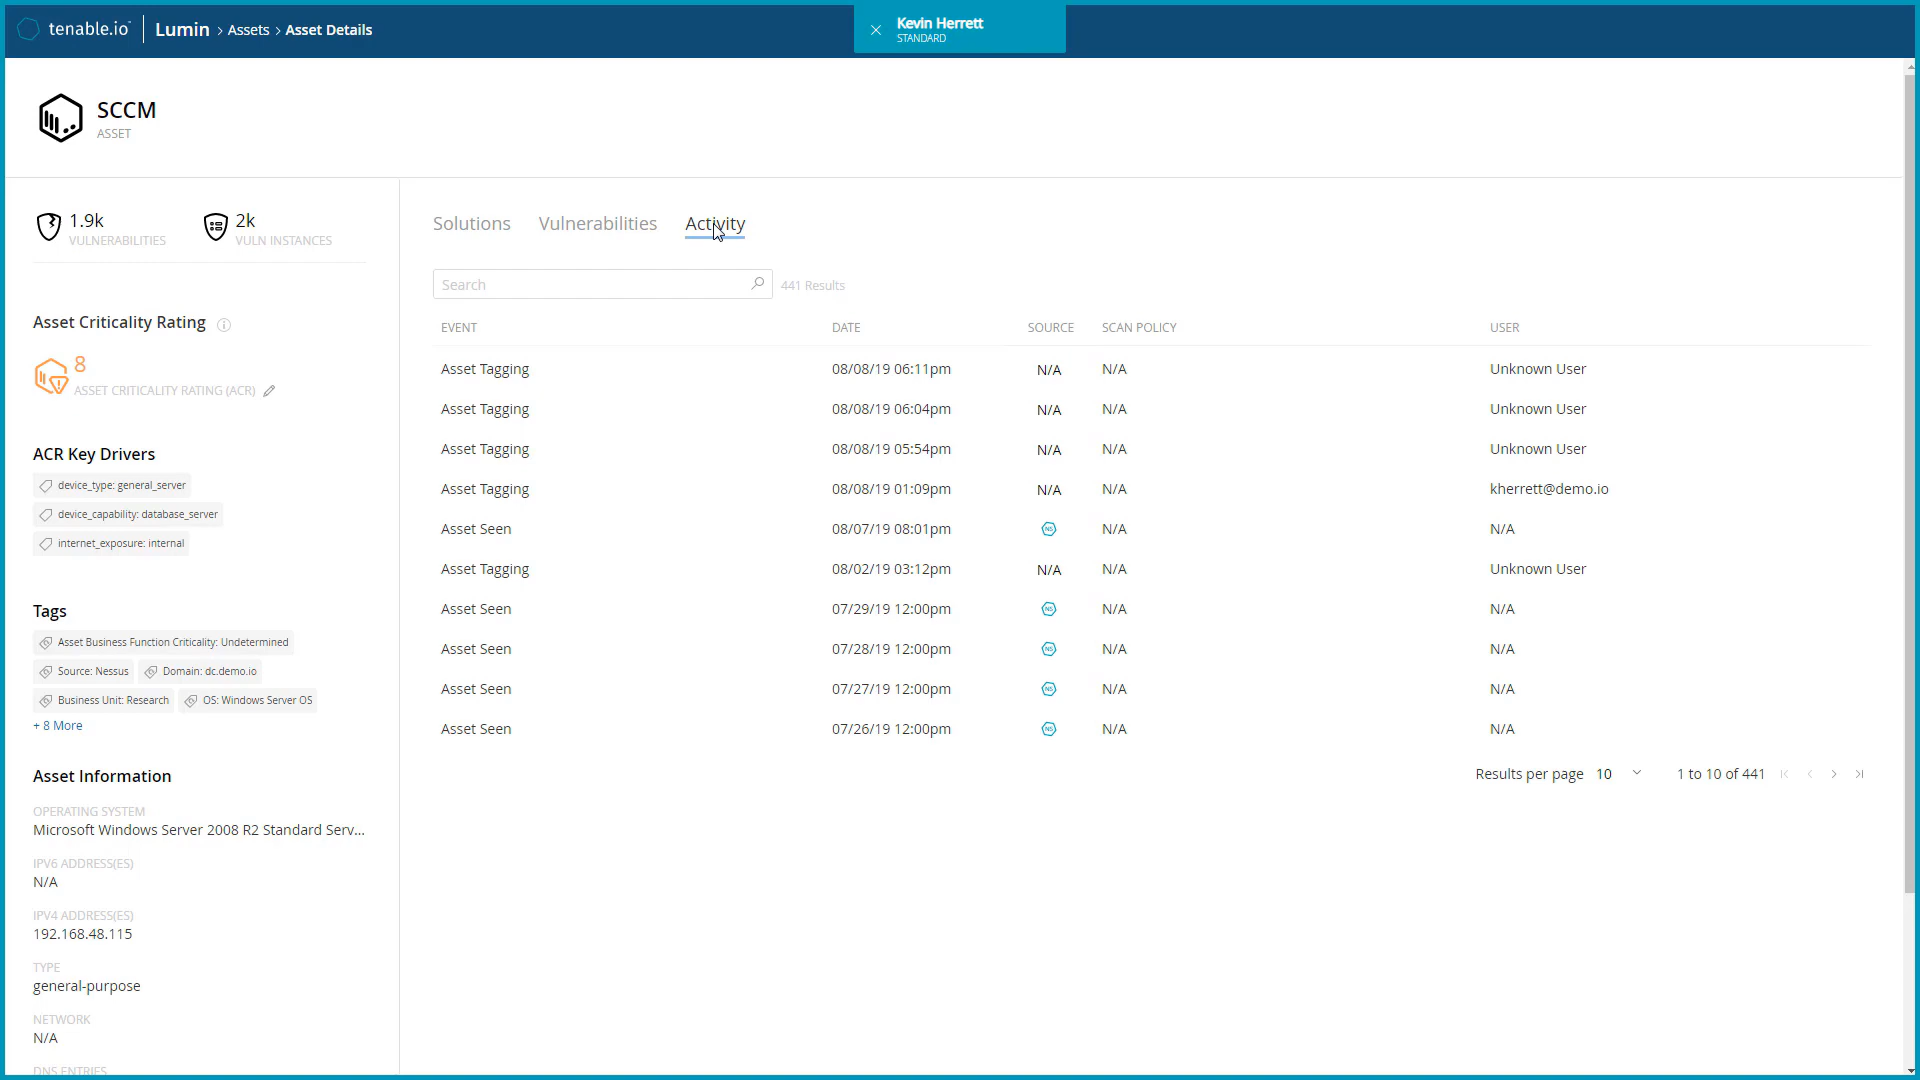 tenable.io Lumin > Assets > Asset Details
Kevin Herrett
STANDARD
SCCM
ASSET
1.9k
VULNERABILITIES
2k
VULN INSTANCES
Asset Criticality Rating
8
ASSET CRITICALITY RATING (ACR)
ACR Key Drivers
device_type: general_server
device_capability: database_server
internet_exposure: internal
Tags
Asset Business Function Criticality: Undetermined
Source: Nessus Domain: dc.demo.io
Business Unit: Research OS: Windows Server OS
+ 8 More
Asset Information
OPERATING SYSTEM
Microsoft Windows Server 2008 R2 Standard Serv...
IPV6 ADDRESS(ES)
N/A
IPV4 ADDRESS(ES)
192.168.48.115
TYPE
general-purpose
NETWORK
N/A
DNS ENTRIES
Solutions Vulnerabilities Activity
Search 441 Results
EVENT DATE SOURCE SCAN POLICY USER
Asset Tagging 08/08/19 06:11pm N/A N/A Unknown User
Asset Tagging 08/08/19 06:04pm N/A N/A Unknown User
Asset Tagging 08/08/19 05:54pm N/A N/A Unknown User
Asset Tagging 08/08/19 01:09pm N/A N/A kherrett@demo.io
Asset Seen 08/07/19 08:01pm NS N/A N/A
Asset Tagging 08/02/19 03:12pm N/A N/A Unknown User
Asset Seen 07/29/19 12:00pm NS N/A N/A
Asset Seen 07/28/19 12:00pm NS N/A N/A
Asset Seen 07/27/19 12:00pm NS N/A N/A
Asset Seen 07/26/19 12:00pm NS N/A N/A
Results per page 10 1 to 10 of 441